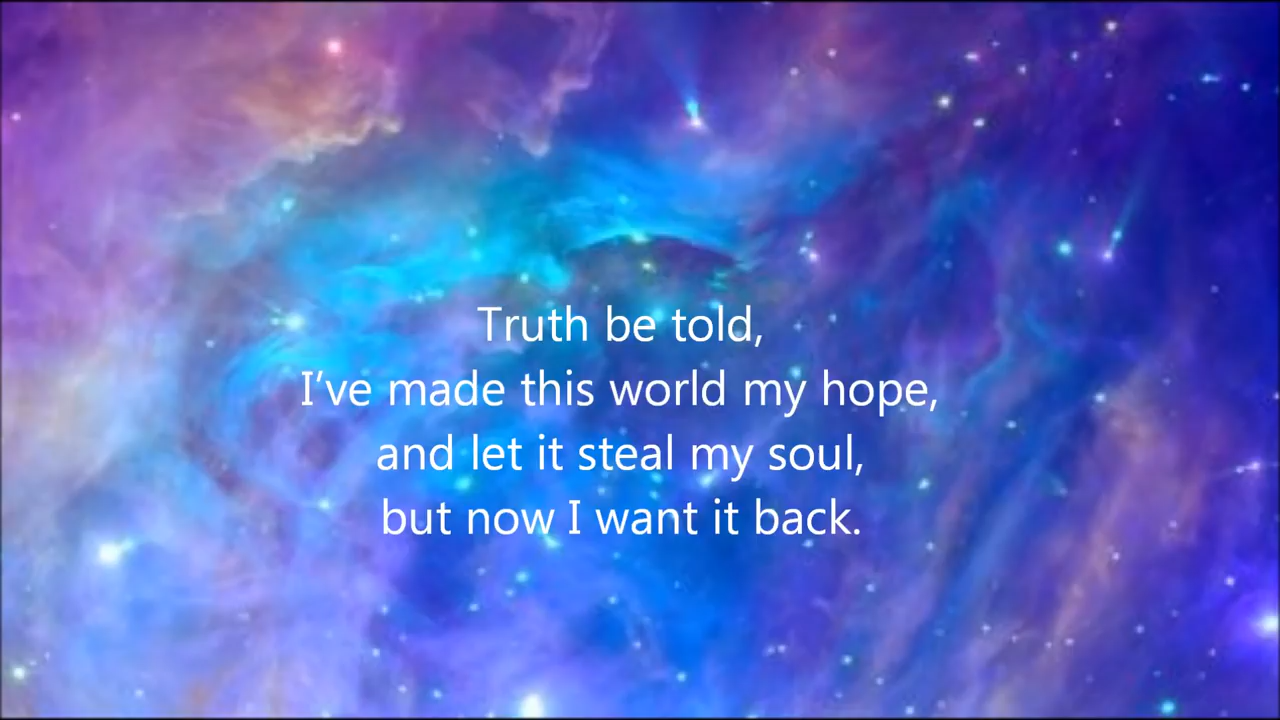 Truth be told,
I’ve made this world my hope,
and let it steal my soul,
but now I want it back.